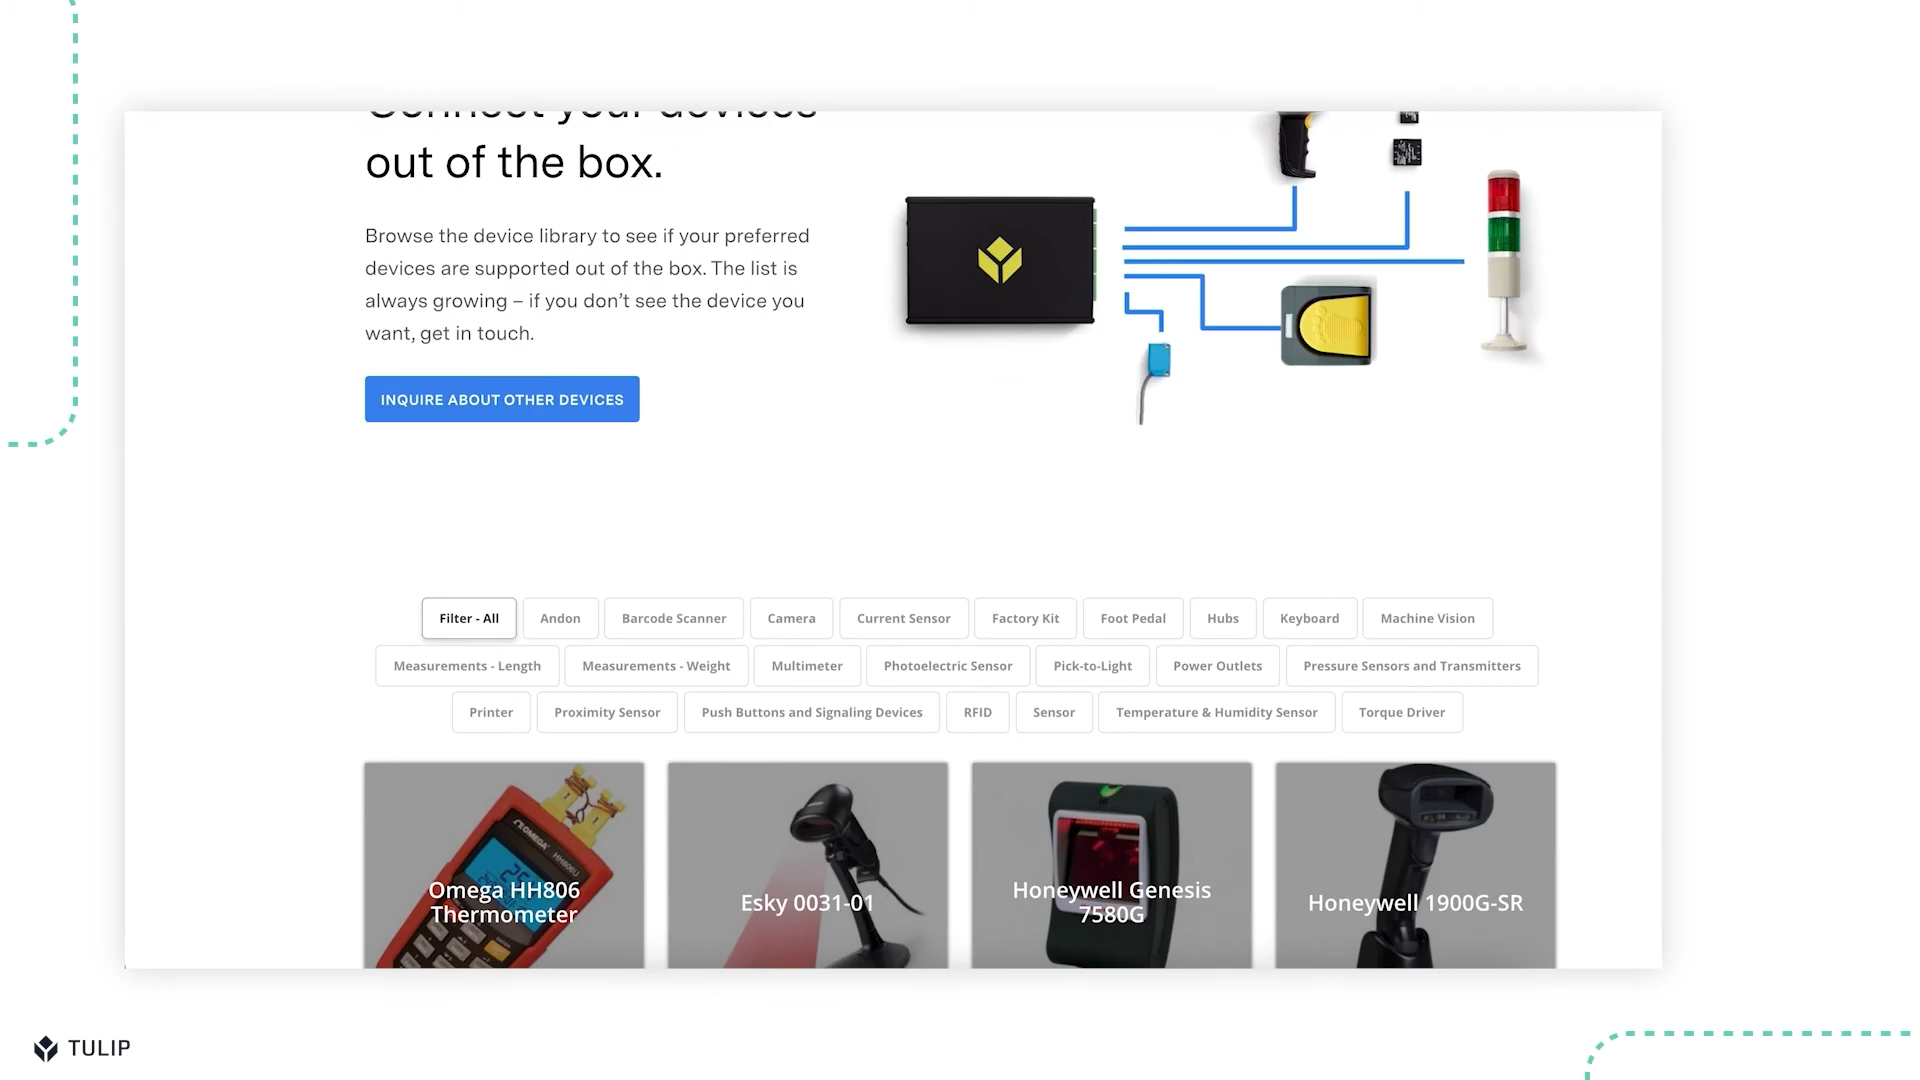 Connect your devices
out of the box.
Browse the device library to see if your preferred
devices are supported out of the box. The list is
always growing – if you don’t see the device you
want, get in touch.
INQUIRE ABOUT OTHER DEVICES
Filter - All
Andon
Barcode Scanner
Camera
Current Sensor
Factory Kit
Foot Pedal
Hubs
Keyboard
Machine Vision
Measurements - Length
Measurements - Weight
Multimeter
Photoelectric Sensor
Pick-to-Light
Power Outlets
Pressure Sensors and Transmitters
Printer
Proximity Sensor
Push Buttons and Signaling Devices
RFID
Sensor
Temperature & Humidity Sensor
Torque Driver
OMEGA
HH806U
Omega HH806
Thermometer
Esky 0031-01
Honeywell Genesis
7580G
Honeywell 1900G-SR
TULIP